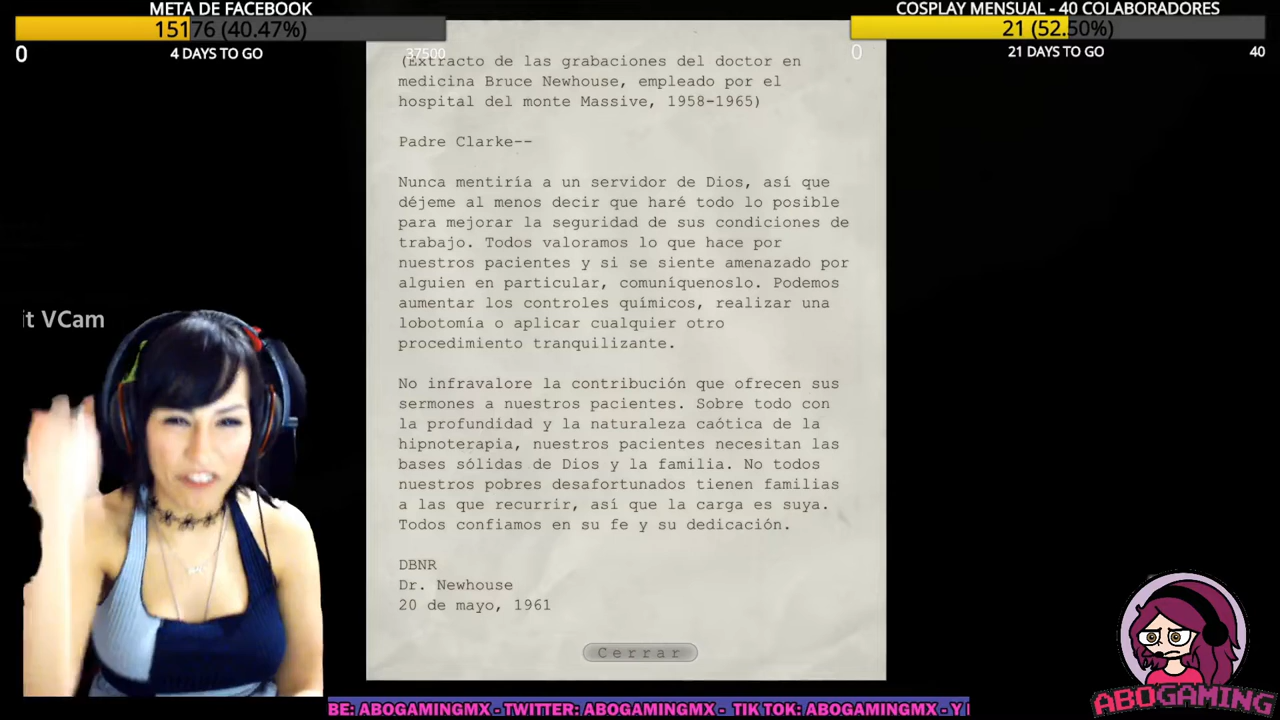 META DE FACEBOOK
15176 (40.47%)
0
4 DAYS TO GO
37500
COSPLAY MENSUAL - 40 COLABORADORES
21 (52.50%)
0
21 DAYS TO GO
40
(Extracto de las grabaciones del doctor en
medicina Bruce Newhouse, empleado por el
hospital del monte Massive, 1958-1965)
Padre Clarke--
Nunca mentiría a un servidor de Dios, así que
déjeme al menos decir que haré todo lo posible
para mejorar la seguridad de sus condiciones de
trabajo. Todos valoramos lo que hace por
nuestros pacientes y si se siente amenazado por
alguien en particular, comuníquenoslo. Podemos
aumentar los controles químicos, realizar una
lobotomía o aplicar cualquier otro
procedimiento tranquilizante.
No infravalore la contribución que ofrecen sus
sermones a nuestros pacientes. Sobre todo con
la profundidad y la naturaleza caótica de la
hipnoterapia, nuestros pacientes necesitan las
bases sólidas de Dios y la familia. No todos
nuestros pobres desafortunados tienen familias
a las que recurrir, así que la carga es suya.
Todos confiamos en su fe y su dedicación.
DBNR
Dr. Newhouse
20 de mayo, 1961
Cerrar
it VCam
ABOGAMING
BE: ABOGAMINGMX - TWITTER: ABOGAMINGMX - TIK TOK: ABOGAMINGMX - Y